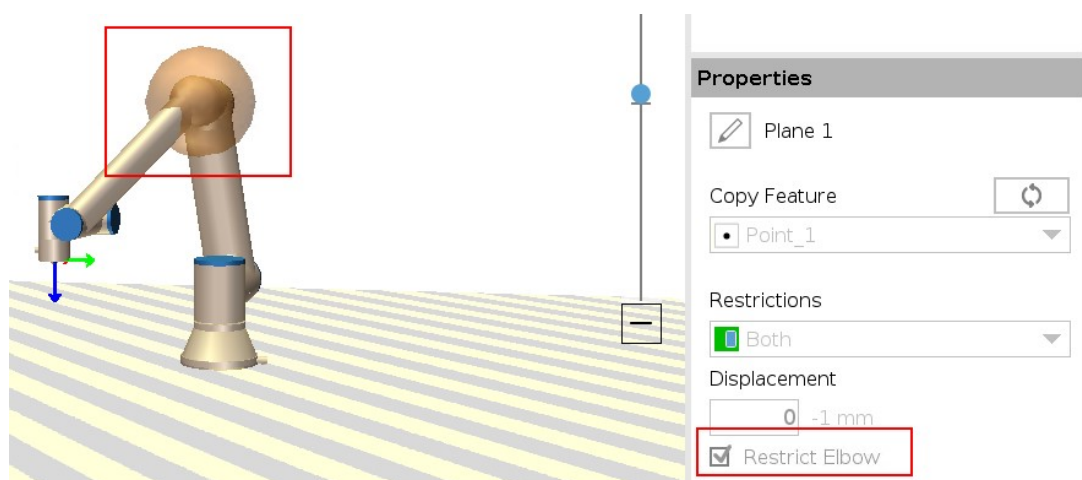 Properties
Plane 1
Copy Feature
Point_1
Restrictions
Both
Displacement
0 -1 mm
Restrict Elbow